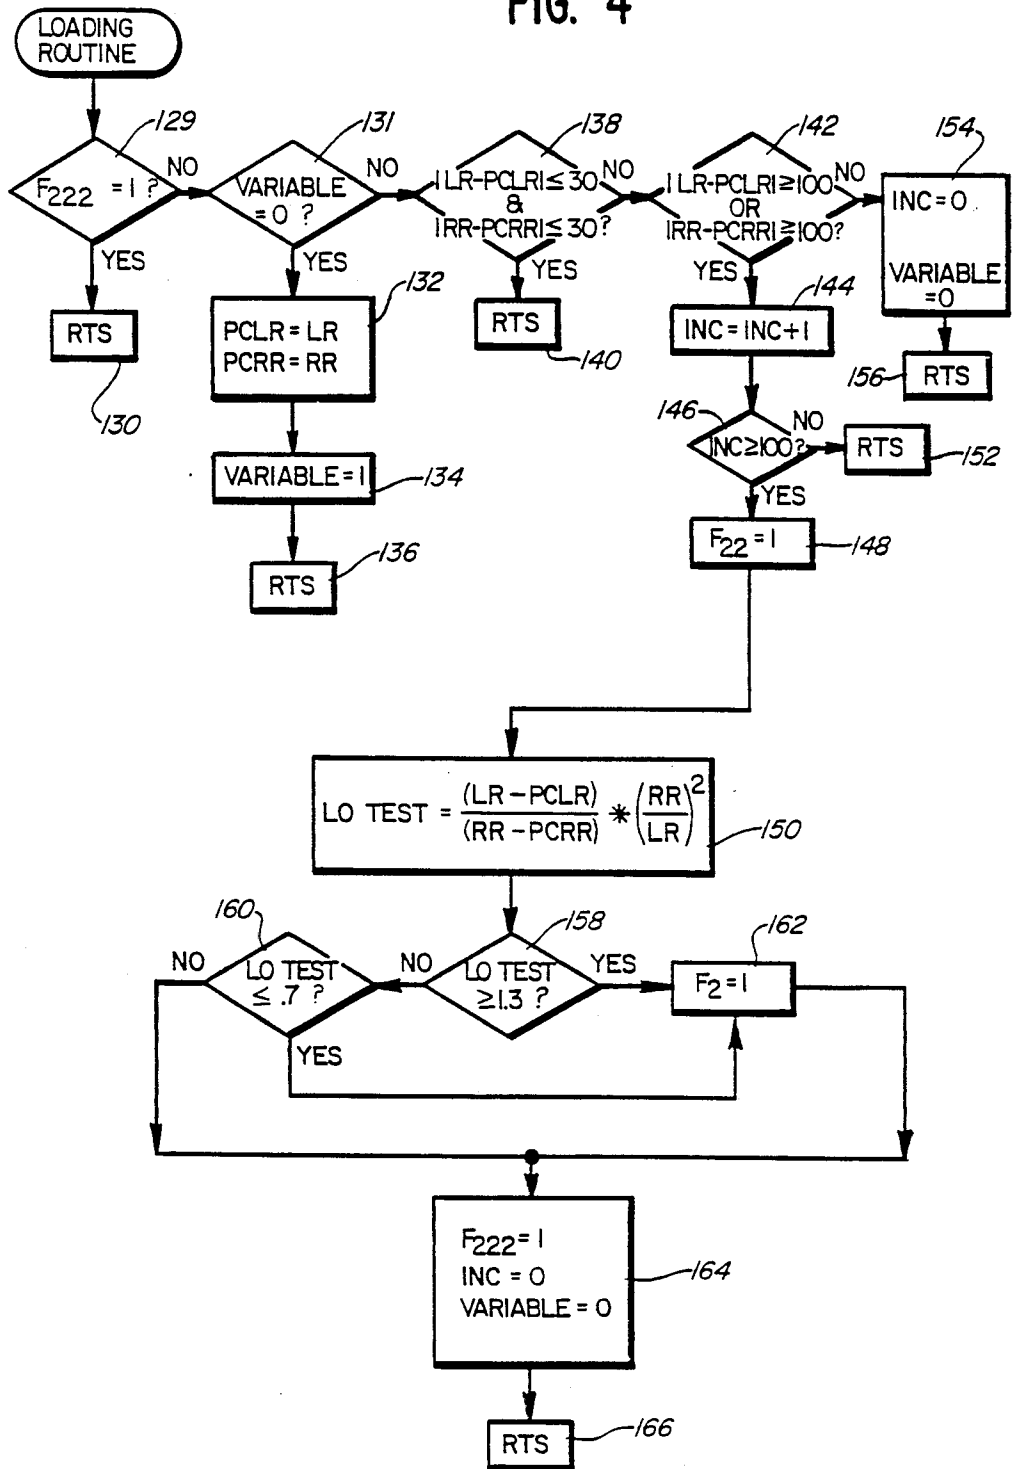 FIG. 4
LOADING
ROUTINE
129
F222 = 1 ?
NO
YES
RTS
130
131
VARIABLE
= 0 ?
NO
YES
132
PCLR = LR
PCRR = RR
VARIABLE = 1
134
RTS
136
138
|LR-PCLR| ≤ 30
&
|RR-PCRR| ≤ 30?
NO
YES
RTS
140
142
|LR-PCLR| ≥ 100
OR
|RR-PCRR| ≥ 100?
NO
YES
154
INC = 0
VARIABLE
= 0
RTS
156
144
INC = INC + 1
146
INC ≥ 100?
NO
RTS
152
YES
F22 = 1
148
LO TEST = (LR - PCLR) / (RR - PCRR) * (RR / LR)²
150
158
LO TEST
≥ 1.3 ?
NO
YES
160
LO TEST
≤ .7 ?
NO
YES
162
F2 = 1
F222 = 1
INC = 0
VARIABLE = 0
164
RTS
166